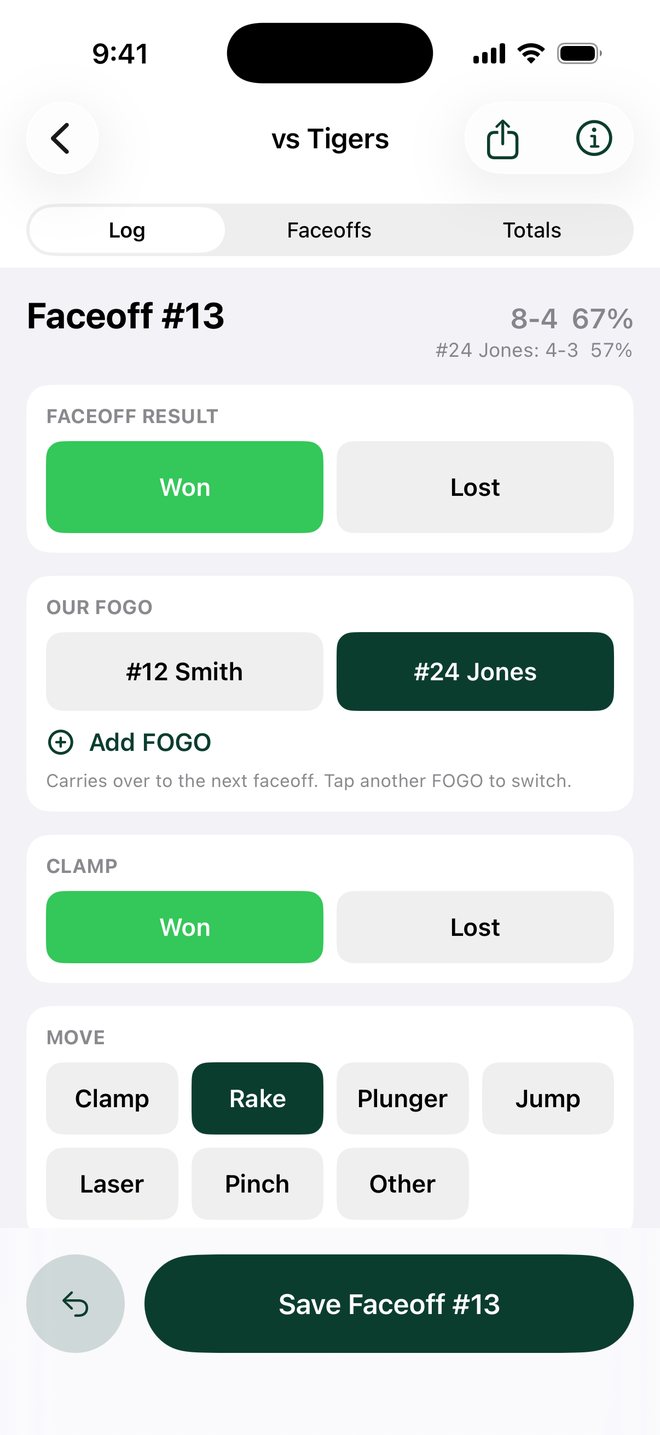 9:41
vs Tigers
Log Faceoffs Totals
Faceoff #13
8-4 67%
#24 Jones: 4-3 57%
FACEOFF RESULT
Won Lost
OUR FOGO
#12 Smith #24 Jones
Add FOGO
Carries over to the next faceoff. Tap another FOGO to switch.
CLAMP
Won Lost
MOVE
Clamp Rake Plunger Jump
Laser Pinch Other
Save Faceoff #13